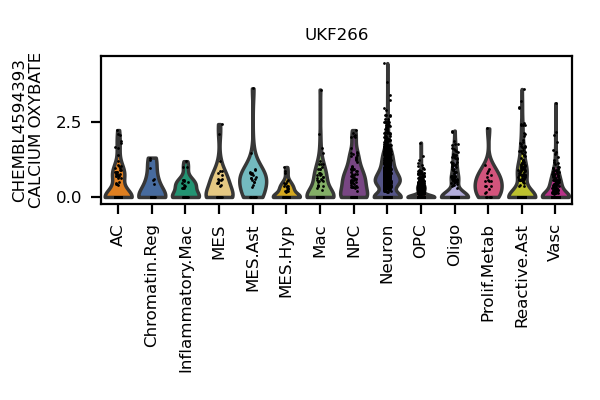 UKF266
CHEMBL4594393
CALCIUM OXYBATE
2.5
0.0
AC
Chromatin.Reg
Inflammatory.Mac
MES
MES.Ast
MES.Hyp
Mac
NPC
Neuron
OPC
Oligo
Prolif.Metab
Reactive.Ast
Vasc